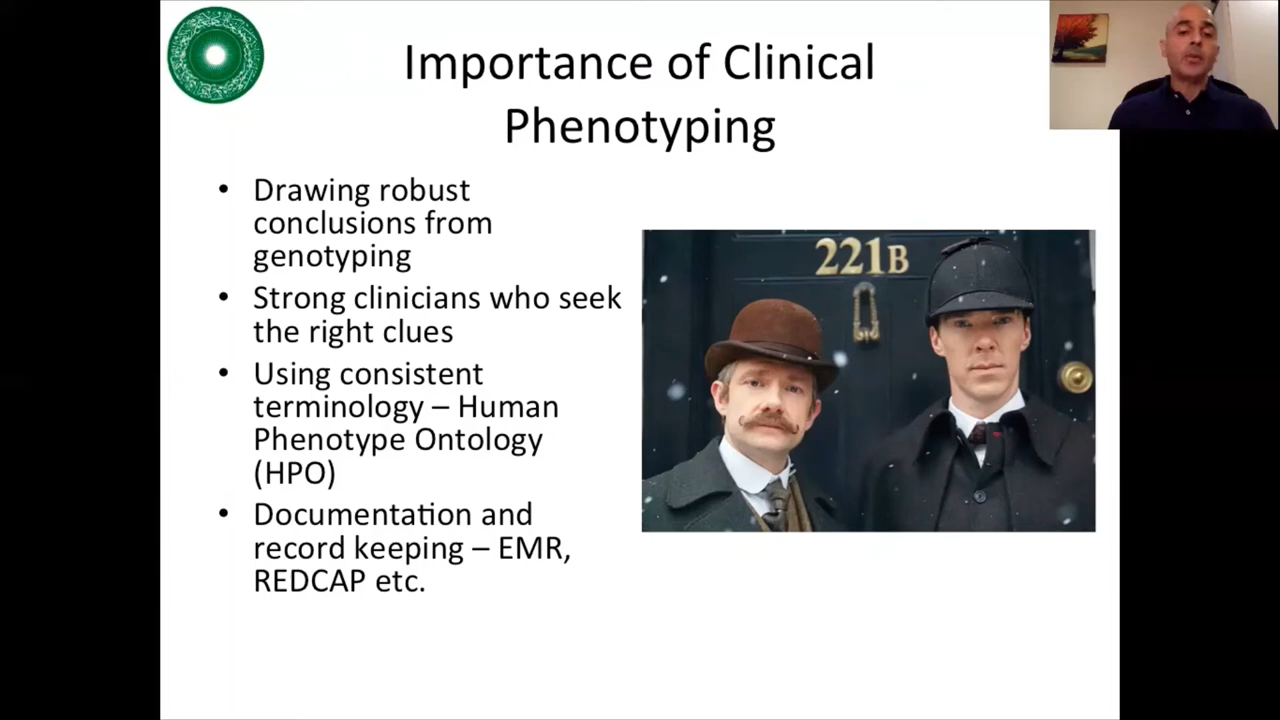 Importance of Clinical
Phenotyping
• Drawing robust
conclusions from
genotyping
• Strong clinicians who seek
the right clues
• Using consistent
terminology – Human
Phenotype Ontology
(HPO)
• Documentation and
record keeping – EMR,
REDCAP etc.
221B